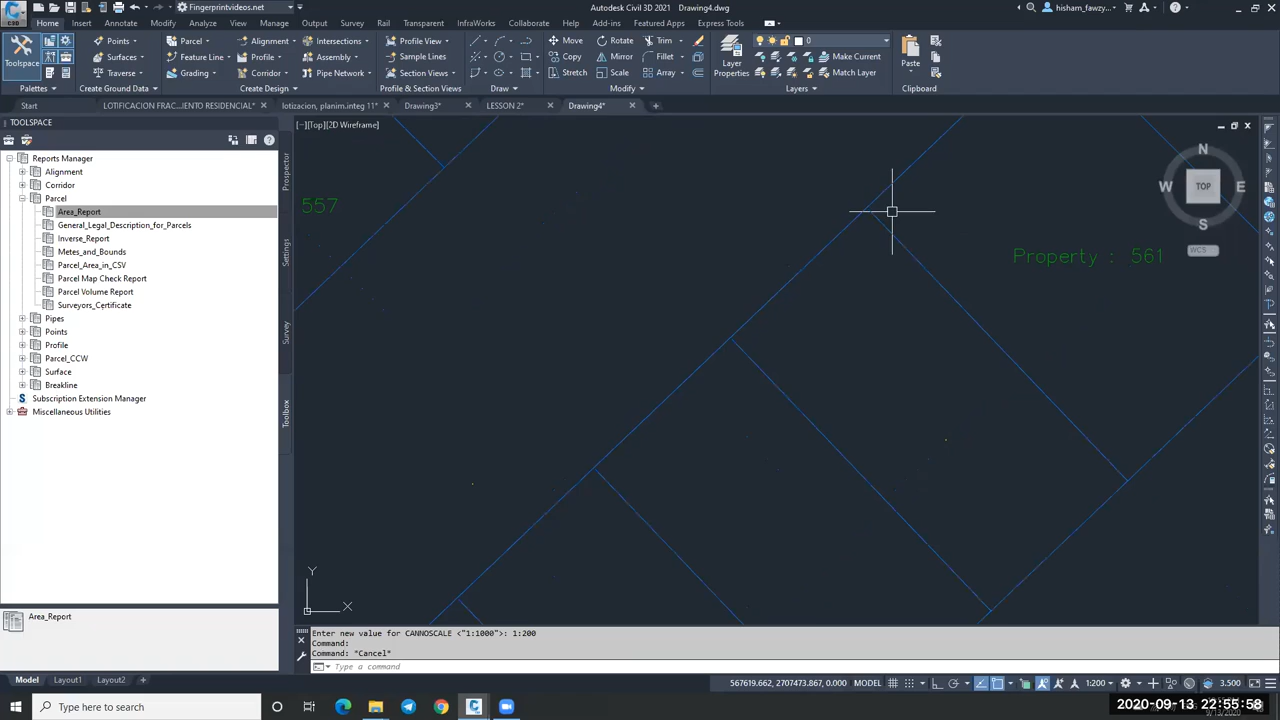 C3D
Fingerprintvideos.net
Autodesk Civil 3D 2021 Drawing4.dwg
hisham_fawzy...
Home Insert Annotate Modify Analyze View Manage Output Survey Rail Transparent InfraWorks Collaborate Help Add-ins Featured Apps Express Tools
Toolspace
Points
Surfaces
Traverse
Parcel
Feature Line
Grading
Alignment
Profile
Corridor
Intersections
Assembly
Pipe Network
Profile View
Sample Lines
Section Views
Move
Copy
Stretch
Rotate
Mirror
Scale
Trim
Fillet
Array
Layer
Properties
0
Make Current
Match Layer
Paste
Palettes Create Ground Data Create Design Profile & Section Views Draw Modify Layers Clipboard
Start LOTIFICACION FRAC...IENTO RESIDENCIAL* lotizacion, planim.integ 11* Drawing3* LESSON 2* Drawing4*
TOOLSPACE
Reports Manager
Alignment
Corridor
Parcel
Area_Report
General_Legal_Description_for_Parcels
Inverse_Report
Metes_and_Bounds
Parcel_Area_in_CSV
Parcel Map Check Report
Parcel Volume Report
Surveyors_Certificate
Pipes
Points
Profile
Parcel_CCW
Surface
Breakline
Subscription Extension Manager
Miscellaneous Utilities
Prospector
Settings
Survey
Toolbox
Area_Report
[−][Top][2D Wireframe]
557
Property : 561
N
W TOP E
S
WCS
Y
X
Enter new value for CANNOSCALE <"1:1000">: 1:200
Command:
Command: *Cancel*
Type a command
Model Layout1 Layout2
567619.662, 2707473.867, 0.000 MODEL 1:200 3.500
Type here to search
2020-09-13 22:55:58